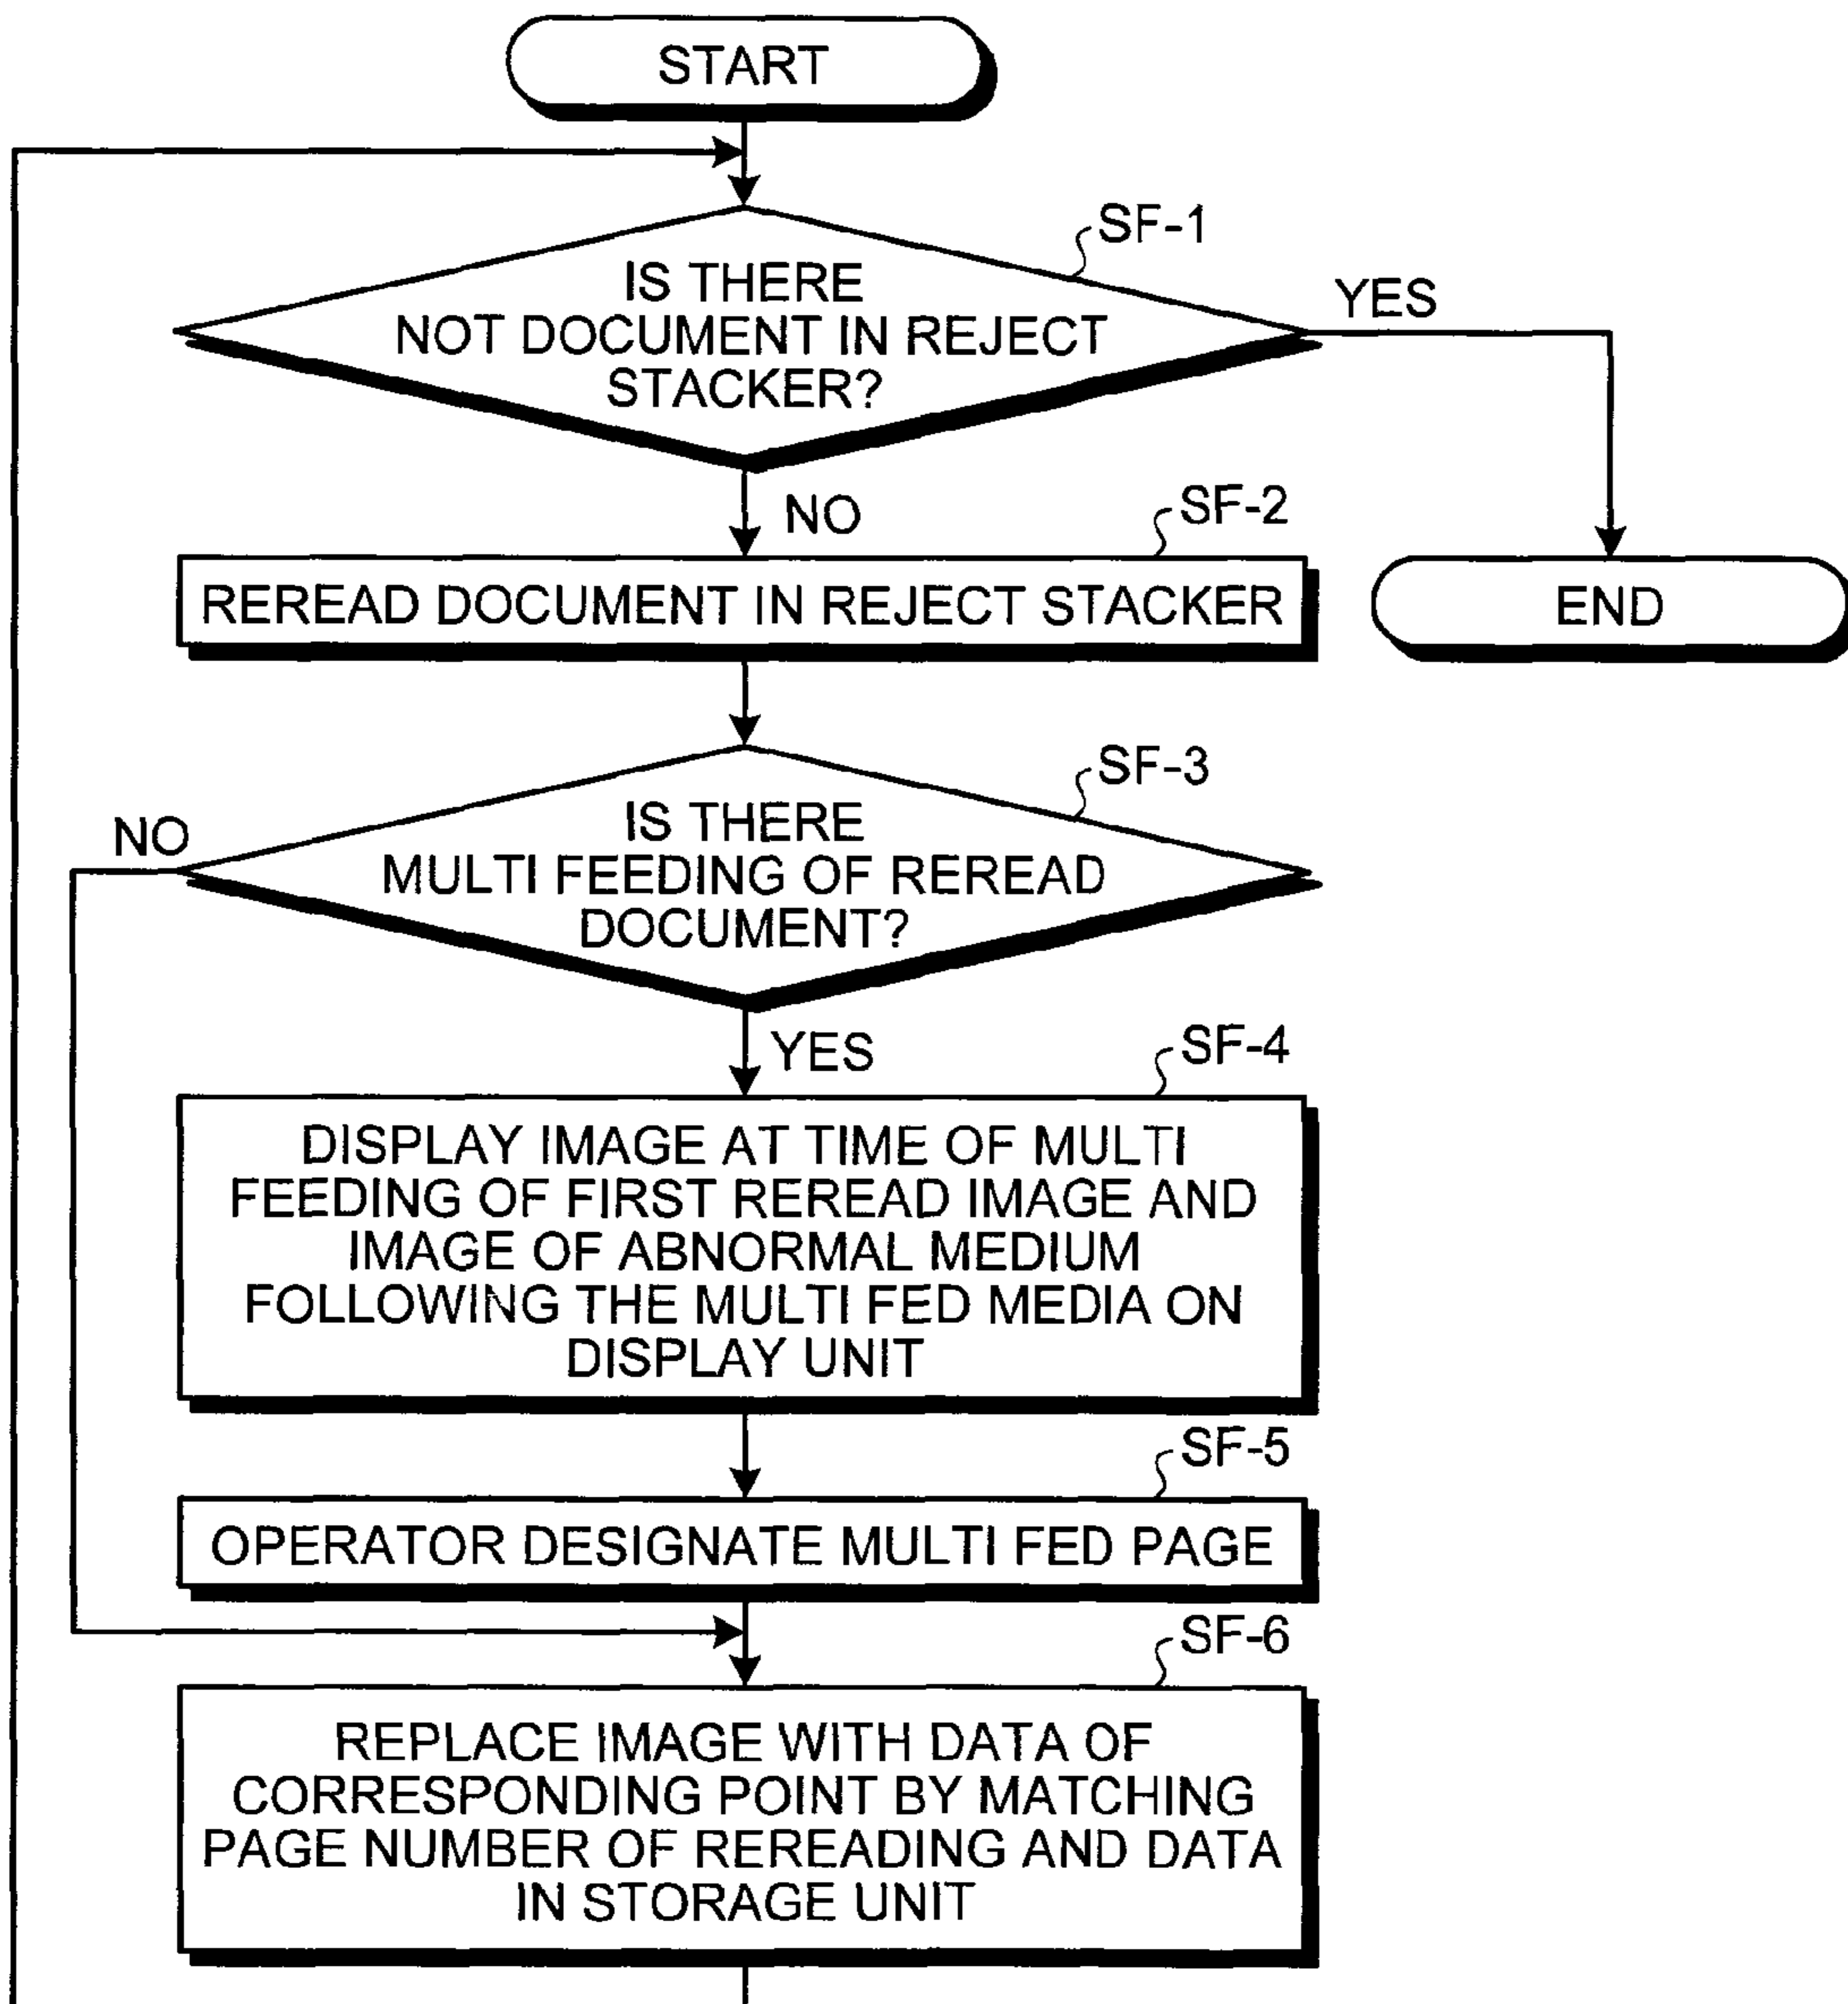 START
SF-1
IS THERE
NOT DOCUMENT IN REJECT
STACKER?
YES
NO
SF-2
REREAD DOCUMENT IN REJECT STACKER
END
SF-3
IS THERE
MULTI FEEDING OF REREAD
DOCUMENT?
NO
YES
SF-4
DISPLAY IMAGE AT TIME OF MULTI
FEEDING OF FIRST REREAD IMAGE AND
IMAGE OF ABNORMAL MEDIUM
FOLLOWING THE MULTI FED MEDIA ON
DISPLAY UNIT
SF-5
OPERATOR DESIGNATE MULTI FED PAGE
SF-6
REPLACE IMAGE WITH DATA OF
CORRESPONDING POINT BY MATCHING
PAGE NUMBER OF REREADING AND DATA
IN STORAGE UNIT